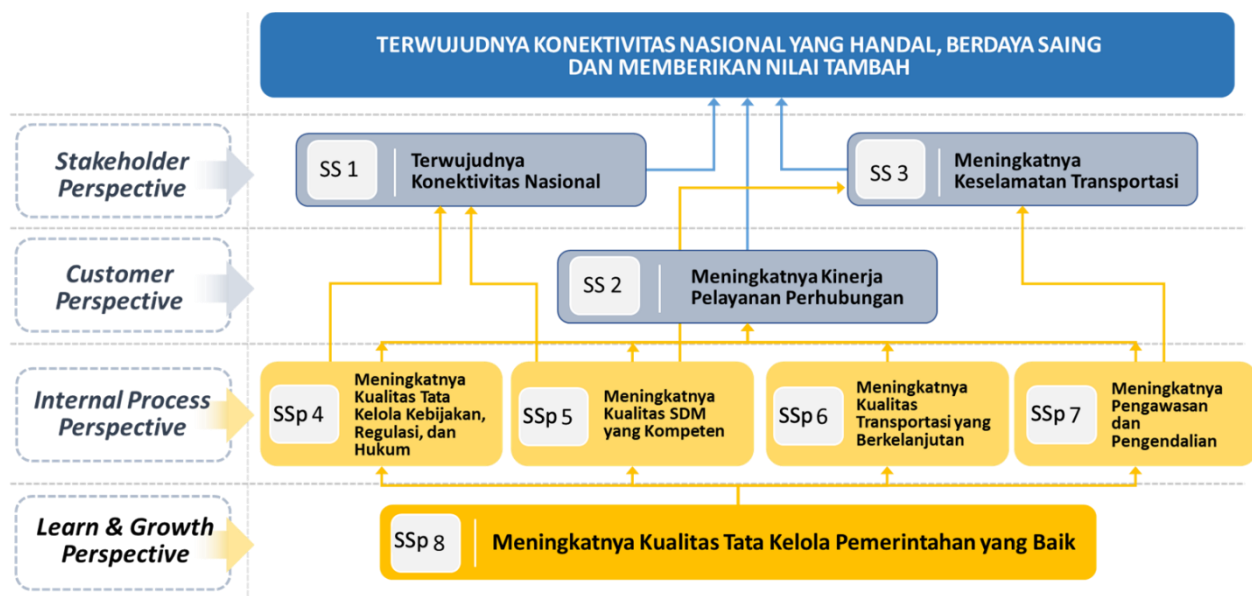 TERWUJUDNYA KONEKTIVITAS NASIONAL YANG HANDAL, BERDAYA SAING
DAN MEMBERIKAN NILAI TAMBAH
Stakeholder
Perspective
SS 1
Terwujudnya
Konektivitas Nasional
SS 3
Meningkatnya
Keselamatan Transportasi
Customer
Perspective
SS 2
Meningkatnya Kinerja
Pelayanan Perhubungan
Internal Process
Perspective
SSp 4
Meningkatnya
Kualitas Tata
Kelola Kebijakan,
Regulasi, dan
Hukum
SSp 5
Meningkatnya
Kualitas SDM
yang Kompeten
SSp 6
Meningkatnya
Kualitas
Transportasi yang
Berkelanjutan
SSp 7
Meningkatnya
Pengawasan
dan
Pengendalian
Learn & Growth
Perspective
SSp 8
Meningkatnya Kualitas Tata Kelola Pemerintahan yang Baik